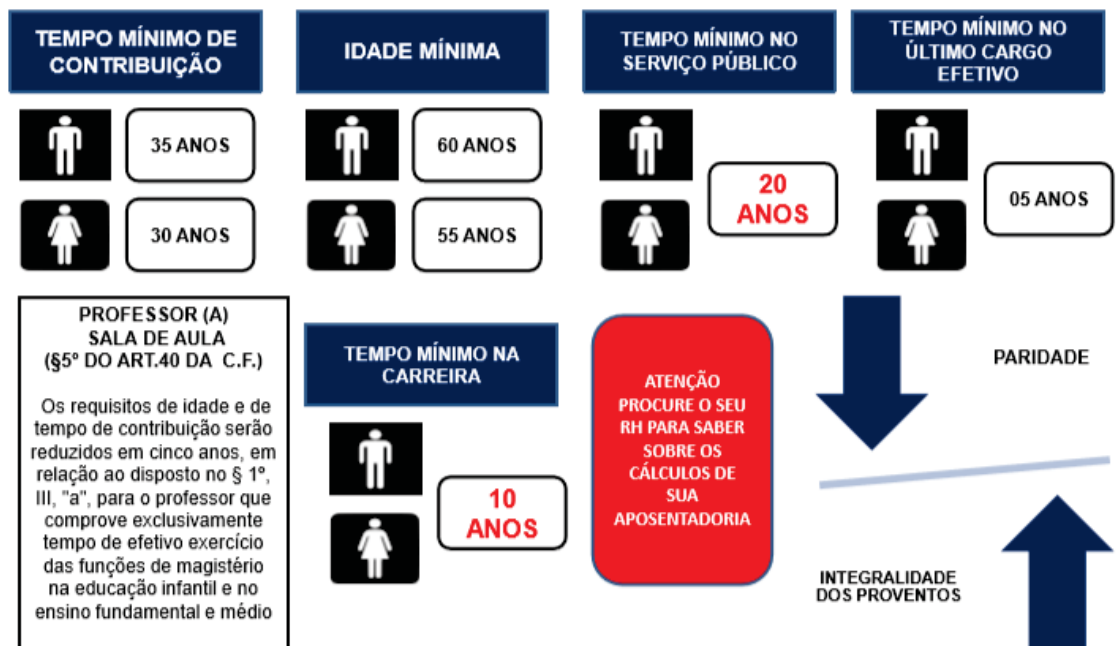 TEMPO MÍNIMO DE
CONTRIBUIÇÃO
35 ANOS
30 ANOS
IDADE MÍNIMA
60 ANOS
55 ANOS
TEMPO MÍNIMO NO
SERVIÇO PÚBLICO
20
ANOS
TEMPO MÍNIMO NO
ÚLTIMO CARGO
EFETIVO
05 ANOS
PROFESSOR (A)
SALA DE AULA
(§5º DO ART.40 DA C.F.)
Os requisitos de idade e de
tempo de contribuição serão
reduzidos em cinco anos, em
relação ao disposto no § 1º,
III, "a", para o professor que
comprove exclusivamente
tempo de efetivo exercício
das funções de magistério
na educação infantil e no
ensino fundamental e médio
TEMPO MÍNIMO NA
CARREIRA
10
ANOS
ATENÇÃO
PROCURE O SEU
RH PARA SABER
SOBRE OS
CÁLCULOS DE
SUA
APOSENTADORIA
PARIDADE
INTEGRALIDADE
DOS PROVENTOS